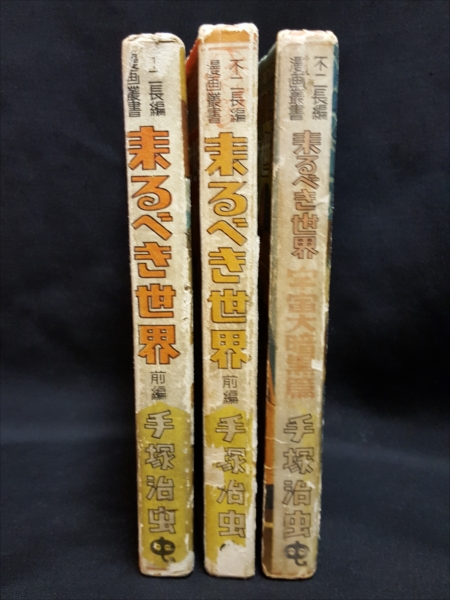 不二長編
漫画叢書
来るべき世界
前編
手塚治虫
不二長編
漫画叢書
来るべき世界
前編
手塚治虫
不二長編
漫画叢書
来るべき世界
宇宙大暗黒篇
手塚治虫